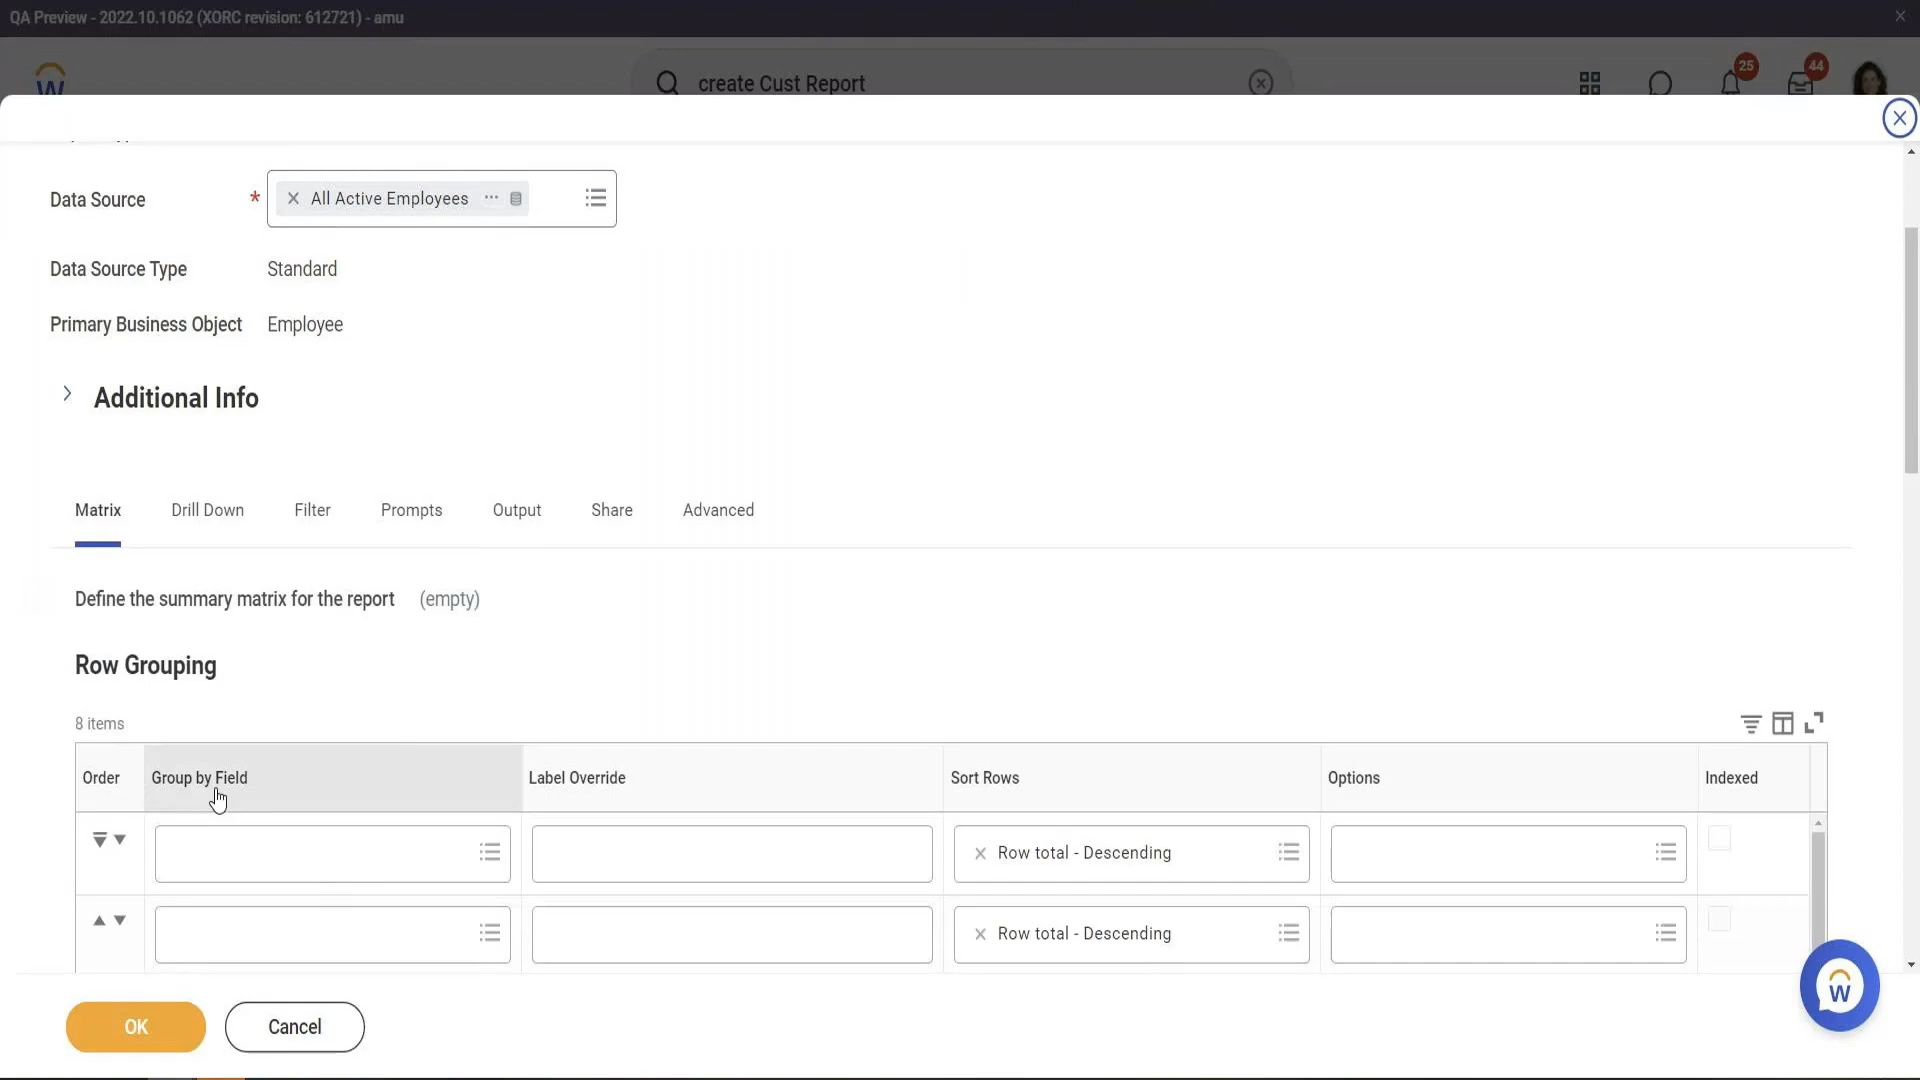 QA Preview - 2022.10.1062 (XORC revision: 612721) - amu
create Cust Report
25
44
Data Source *
All Active Employees
Data Source Type Standard
Primary Business Object Employee
Additional Info
Matrix Drill Down Filter Prompts Output Share Advanced
Define the summary matrix for the report (empty)
Row Grouping
8 items
Order Group by Field Label Override Sort Rows Options Indexed
Row total - Descending
Row total - Descending
OK Cancel